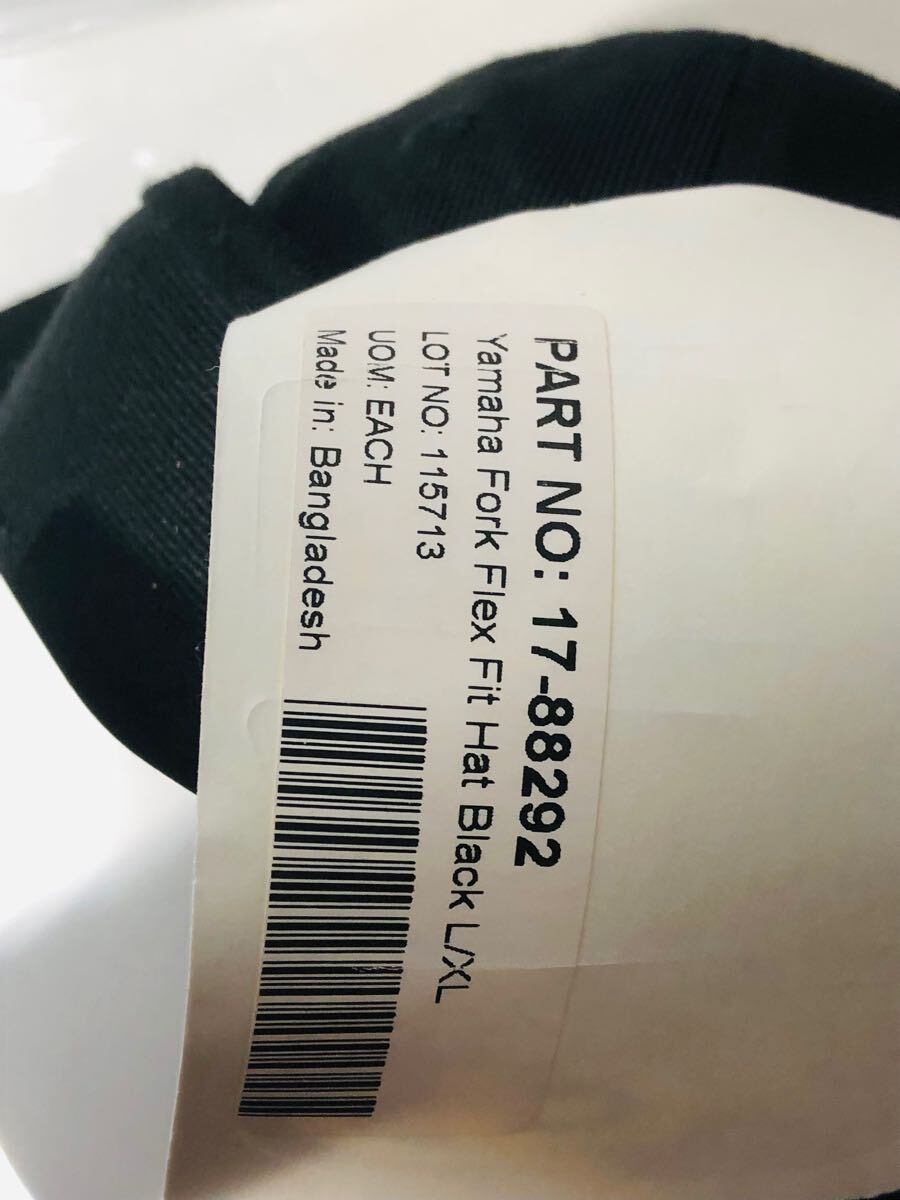 PART NO: 17-88292
Yamaha Fork Flex Fit Hat Black L/XL
LOT NO: 115713
UOM: EACH
Made in: Bangladesh